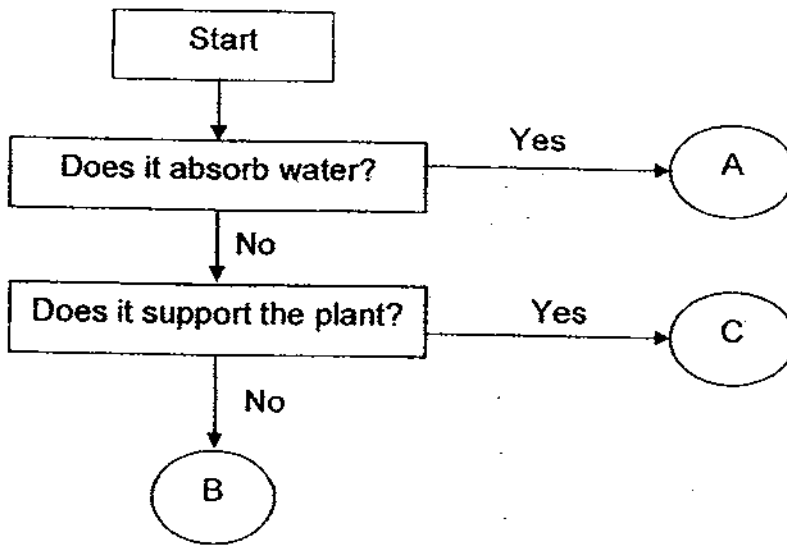 Start
Does it absorb water?
Yes
A
No
Does it support the plant?
Yes
C
No
B